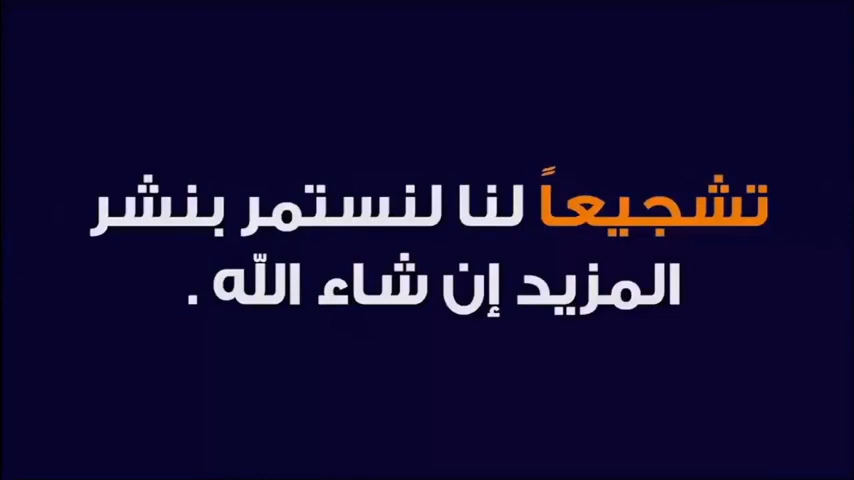 تشجيعاً لنا لنستمر بنشر
المزيد إن شاء الله .